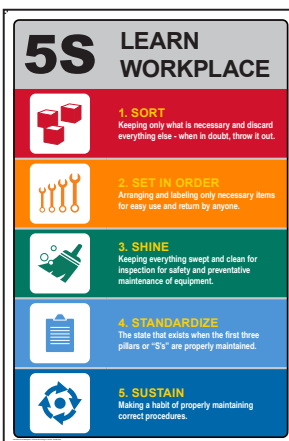 5S
LEARN
WORKPLACE
1. SORT
Keeping only what is necessary and discard
everything else - when in doubt, throw it out.
2. SET IN ORDER
Arranging and labeling only necessary items
for easy use and return by anyone.
3. SHINE
Keeping everything swept and clean for
inspection for safety and preventative
maintenance of equipment.
4. STANDARDIZE
The state that exists when the first three
pillars or “S’s” are properly maintained.
5. SUSTAIN
Making a habit of properly maintaining
correct procedures.